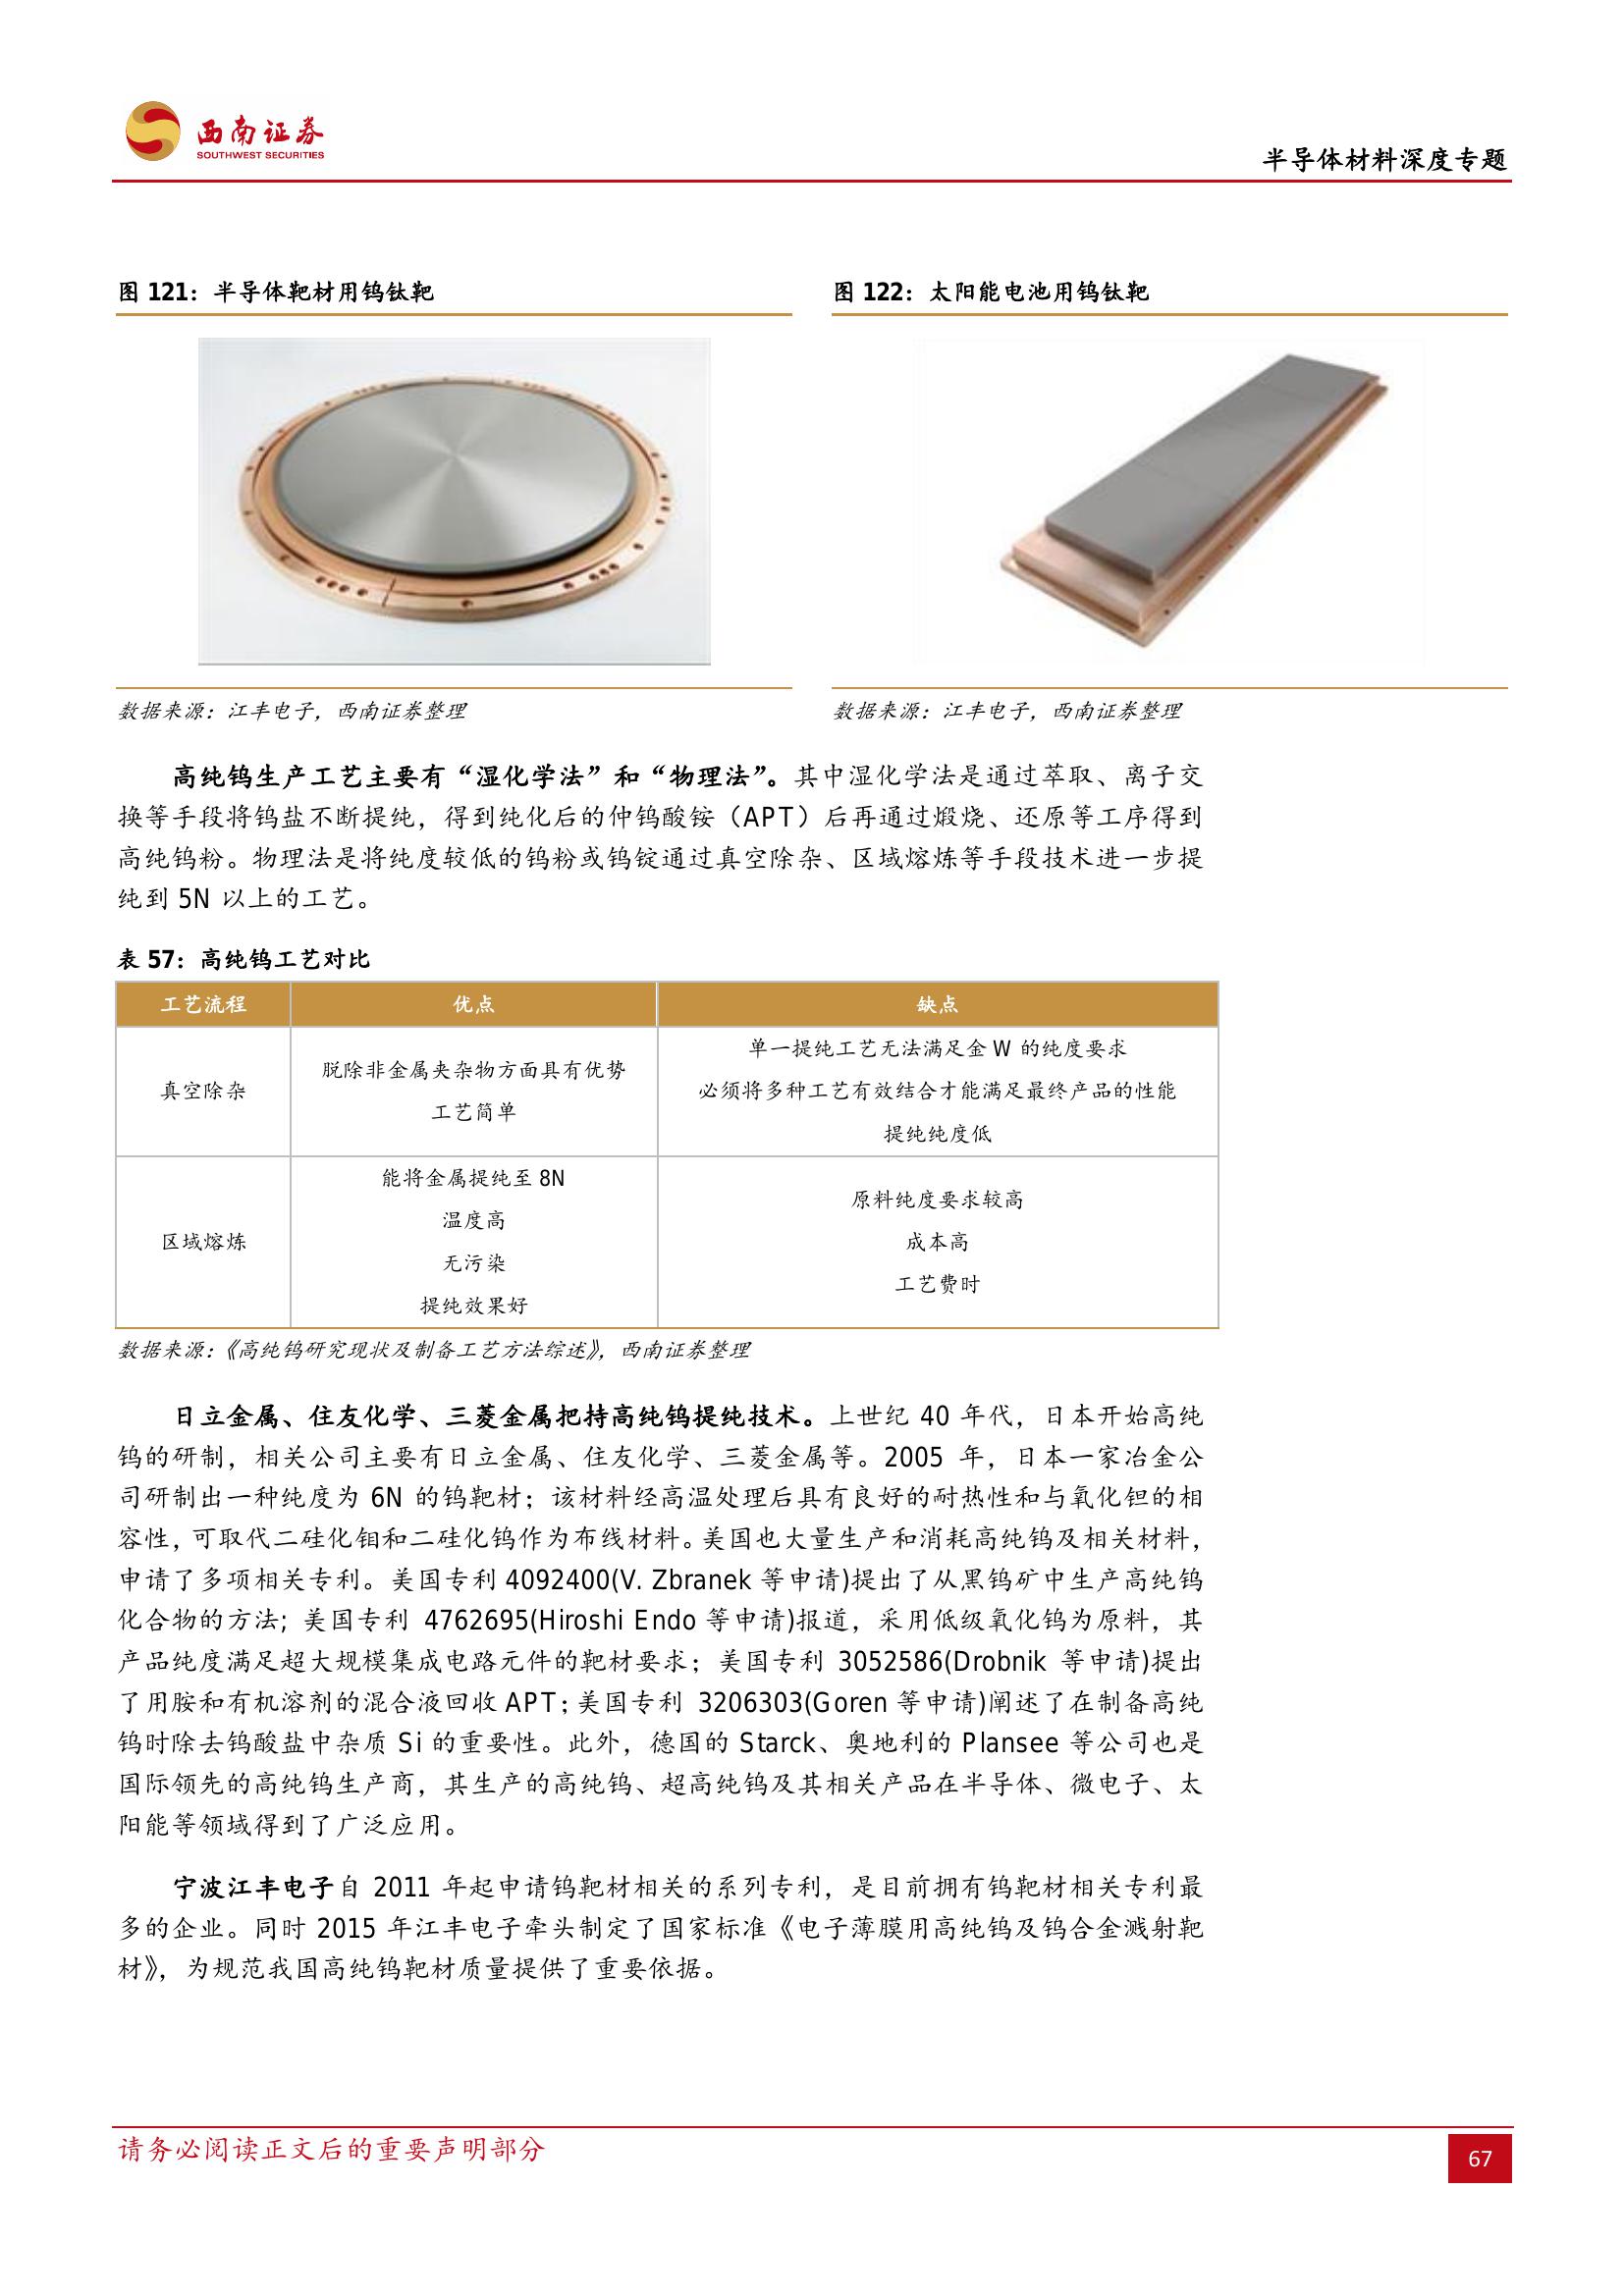 西南证券
SOUTHWEST SECURITIES
半导体材料深度专题
图 121：半导体靶材用钨钛靶
图 122：太阳能电池用钨钛靶
数据来源：江丰电子，西南证券整理
数据来源：江丰电子，西南证券整理
高纯钨生产工艺主要有“湿化学法”和“物理法”。其中湿化学法是通过萃取、离子交
换等手段将钨盐不断提纯，得到纯化后的仲钨酸铵（APT）后再通过煅烧、还原等工序得到
高纯钨粉。物理法是将纯度较低的钨粉或钨锭通过真空除杂、区域熔炼等手段技术进一步提
纯到 5N 以上的工艺。
表 57：高纯钨工艺对比
工艺流程 优点 缺点
真空除杂
脱除非金属夹杂物方面具有优势
工艺简单
单一提纯工艺无法满足金 W 的纯度要求
必须将多种工艺有效结合才能满足最终产品的性能
提纯纯度低
区域熔炼
能将金属提纯至 8N
温度高
无污染
提纯效果好
原料纯度要求较高
成本高
工艺费时
数据来源：《高纯钨研究现状及制备工艺方法综述》，西南证券整理
日立金属、住友化学、三菱金属把持高纯钨提纯技术。上世纪 40 年代，日本开始高纯
钨的研制，相关公司主要有日立金属、住友化学、三菱金属等。2005 年，日本一家冶金公
司研制出一种纯度为 6N 的钨靶材；该材料经高温处理后具有良好的耐热性和与氧化钽的相
容性，可取代二硅化钼和二硅化钨作为布线材料。美国也大量生产和消耗高纯钨及相关材料，
申请了多项相关专利。美国专利 4092400(V. Zbranek 等申请)提出了从黑钨矿中生产高纯钨
化合物的方法; 美国专利 4762695(Hiroshi Endo 等申请)报道，采用低级氧化钨为原料，其
产品纯度满足超大规模集成电路元件的靶材要求；美国专利 3052586(Drobnik 等申请)提出
了用胺和有机溶剂的混合液回收 APT；美国专利 3206303(Goren 等申请)阐述了在制备高纯
钨时除去钨酸盐中杂质 Si 的重要性。此外，德国的 Starck、奥地利的 Plansee 等公司也是
国际领先的高纯钨生产商，其生产的高纯钨、超高纯钨及其相关产品在半导体、微电子、太
阳能等领域得到了广泛应用。
宁波江丰电子自 2011 年起申请钨靶材相关的系列专利，是目前拥有钨靶材相关专利最
多的企业。同时 2015 年江丰电子牵头制定了国家标准《电子薄膜用高纯钨及钨合金溅射靶
材》，为规范我国高纯钨靶材质量提供了重要依据。
请务必阅读正文后的重要声明部分
67